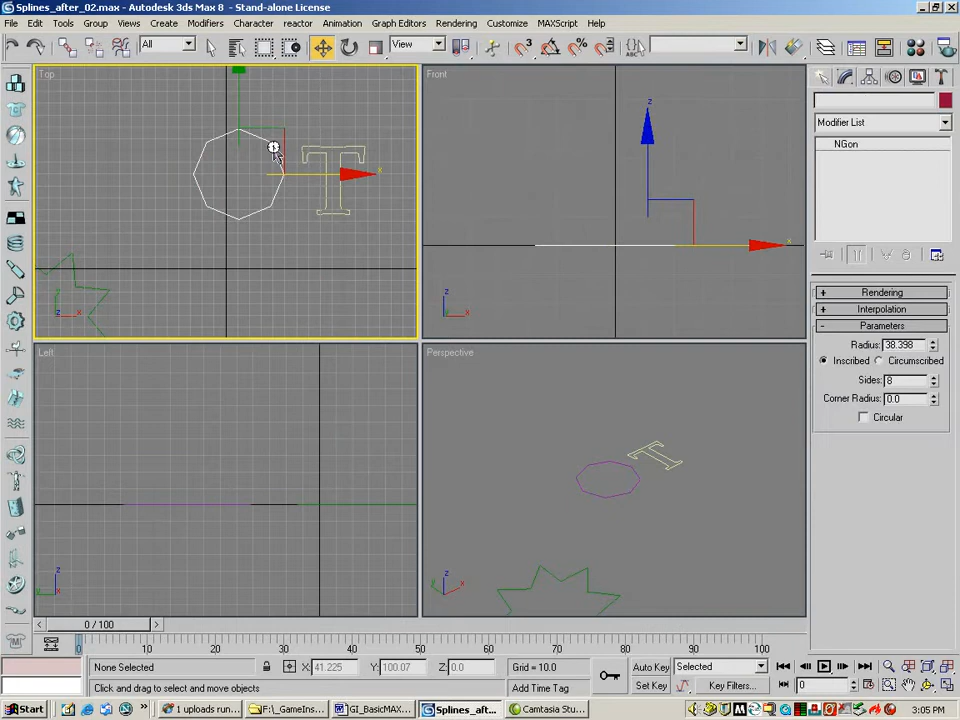 Splines_after_02.max - Autodesk 3ds Max 8 - Stand-alone License
File Edit Tools Group Views Create Modifiers Character reactor Animation Graph Editors Rendering Customize MAXScript Help
All View
Top Front
z
x
x
NGon
Modifier List
y x
z x
Rendering
Interpolation
Parameters
Radius: 38.398
Inscribed Circumscribed
Sides: 8
Corner Radius: 0.0
Circular
Left Perspective
z
z x
0 / 100
0 10 20 30 40 50 60 70 80 90 100
None Selected X: 41.225 Y: 100.07 Z: 0.0 Grid = 10.0 Auto Key Selected
Click and drag to select and move objects Add Time Tag Set Key Key Filters... 0
Start 1 uploads run... F:\_GameIns... GI_BasicMAX... Splines_aft... Camtasia Stu... 3:05 PM